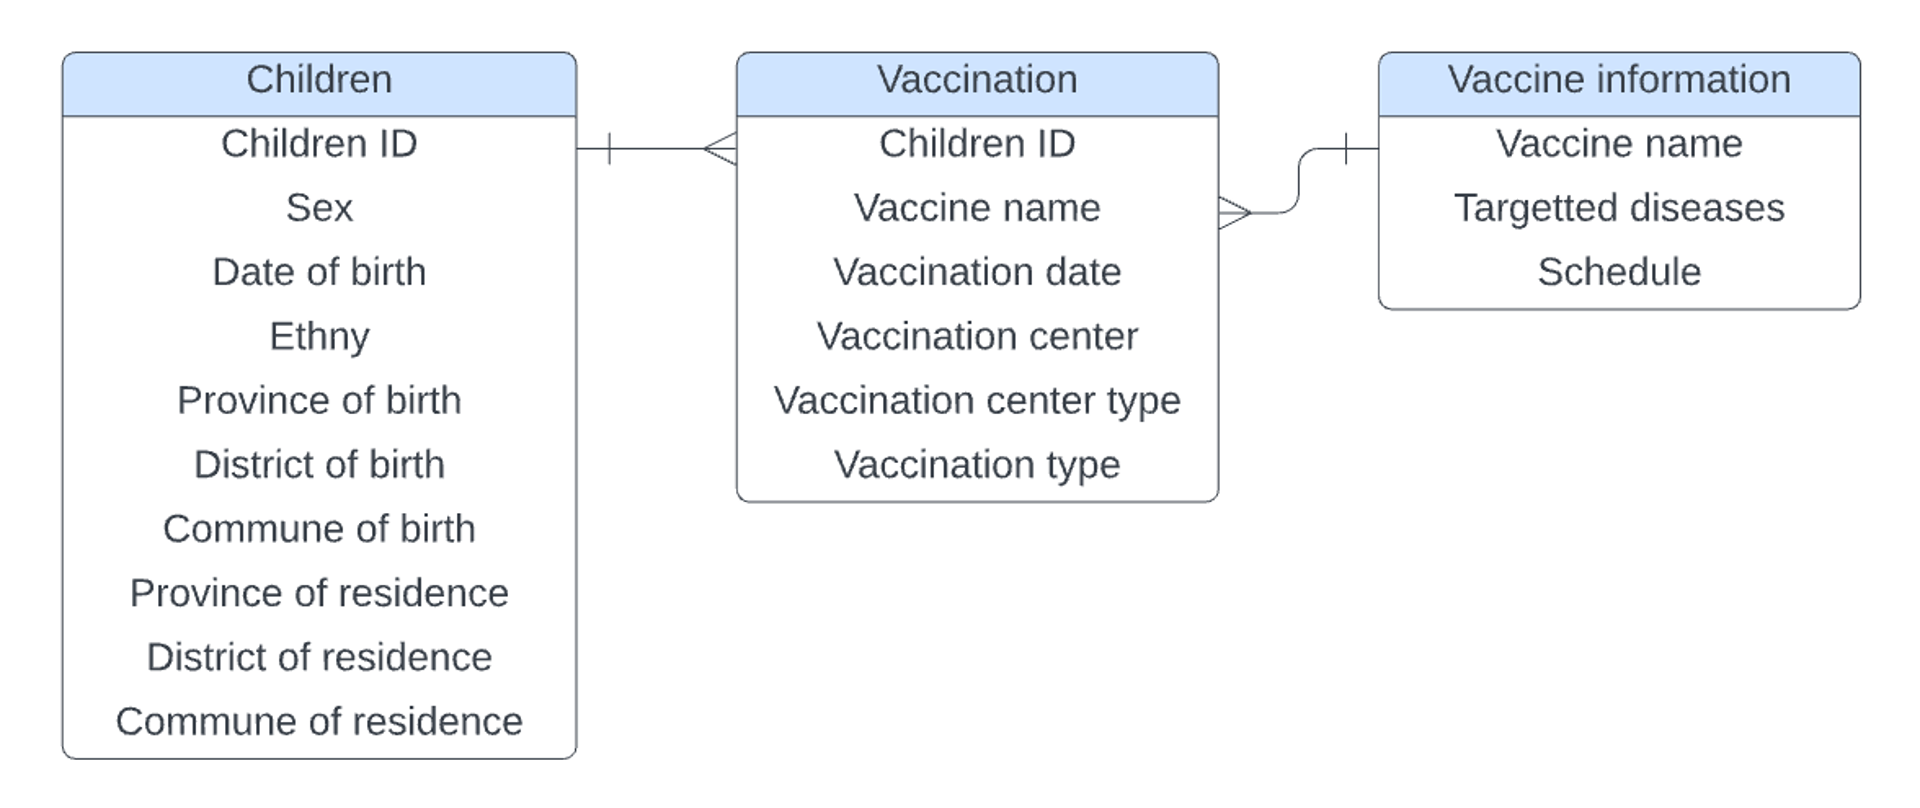 Children
Children ID
Sex
Date of birth
Ethny
Province of birth
District of birth
Commune of birth
Province of residence
District of residence
Commune of residence
Vaccination
Children ID
Vaccine name
Vaccination date
Vaccination center
Vaccination center type
Vaccination type
Vaccine information
Vaccine name
Targetted diseases
Schedule